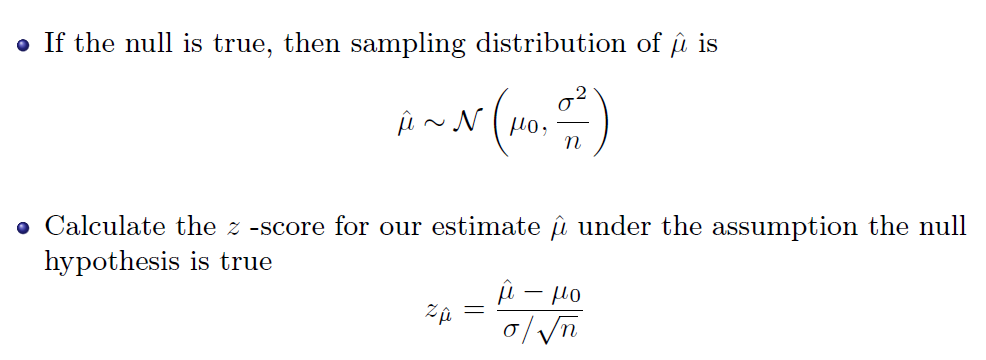 • If the null is true, then sampling distribution of μ̂ is
μ̂ ∼ 𝒩 (μ₀, σ²/n)
• Calculate the z -score for our estimate μ̂ under the assumption the null
hypothesis is true
z_μ̂ = (μ̂ − μ₀)/(σ/√n)